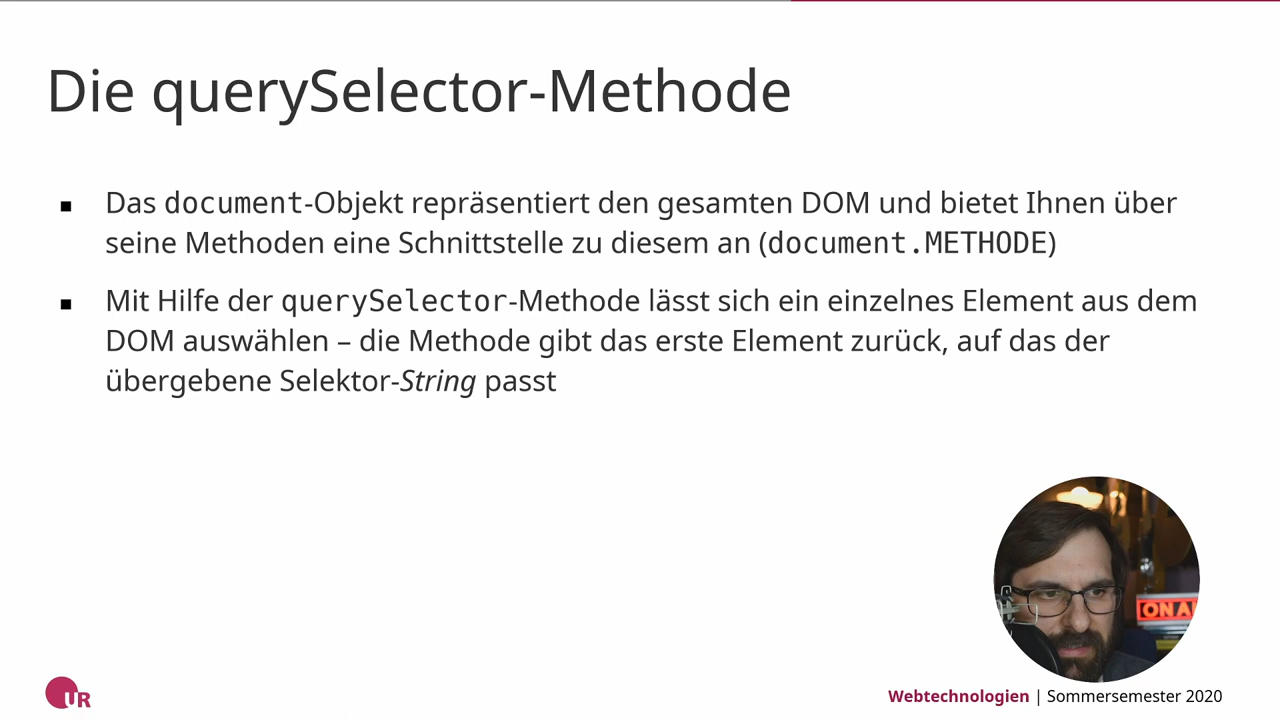 Die querySelector-Methode
▪ Das document-Objekt repräsentiert den gesamten DOM und bietet Ihnen über
seine Methoden eine Schnittstelle zu diesem an (document.METHODE)
▪ Mit Hilfe der querySelector-Methode lässt sich ein einzelnes Element aus dem
DOM auswählen – die Methode gibt das erste Element zurück, auf das der
übergebene Selektor-String passt
ON A
UR
Webtechnologien | Sommersemester 2020